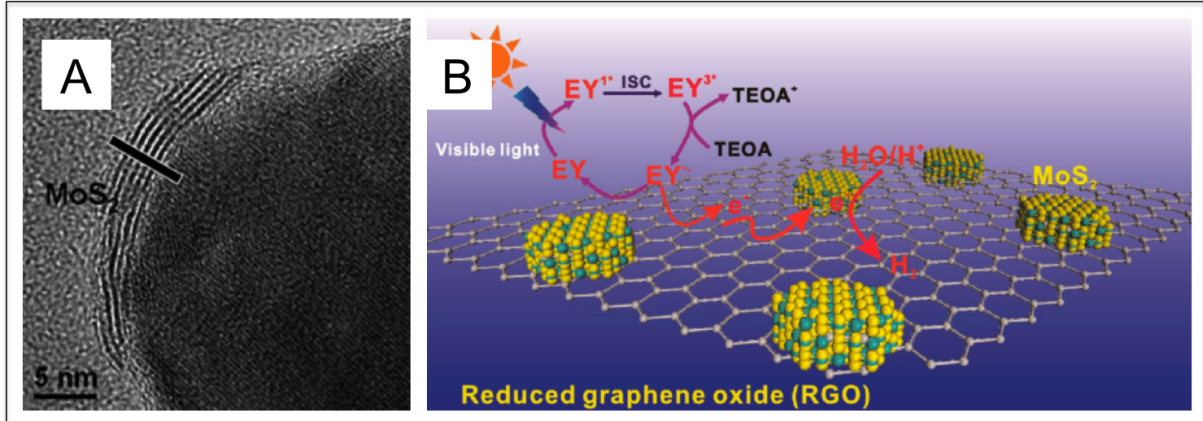 A
MoS2
5 nm
B
EY1* ISC EY3*
TEOA+
Visible light
TEOA
EY
EY-·
H2O/H+
MoS2
e-
e-
H2
Reduced graphene oxide (RGO)